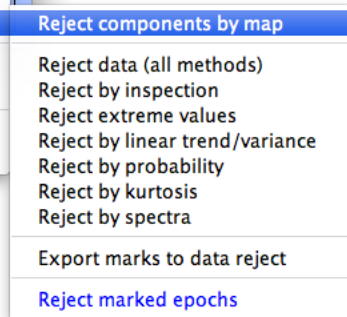 Reject components by map
Reject data (all methods)
Reject by inspection
Reject extreme values
Reject by linear trend/variance
Reject by probability
Reject by kurtosis
Reject by spectra
Export marks to data reject
Reject marked epochs